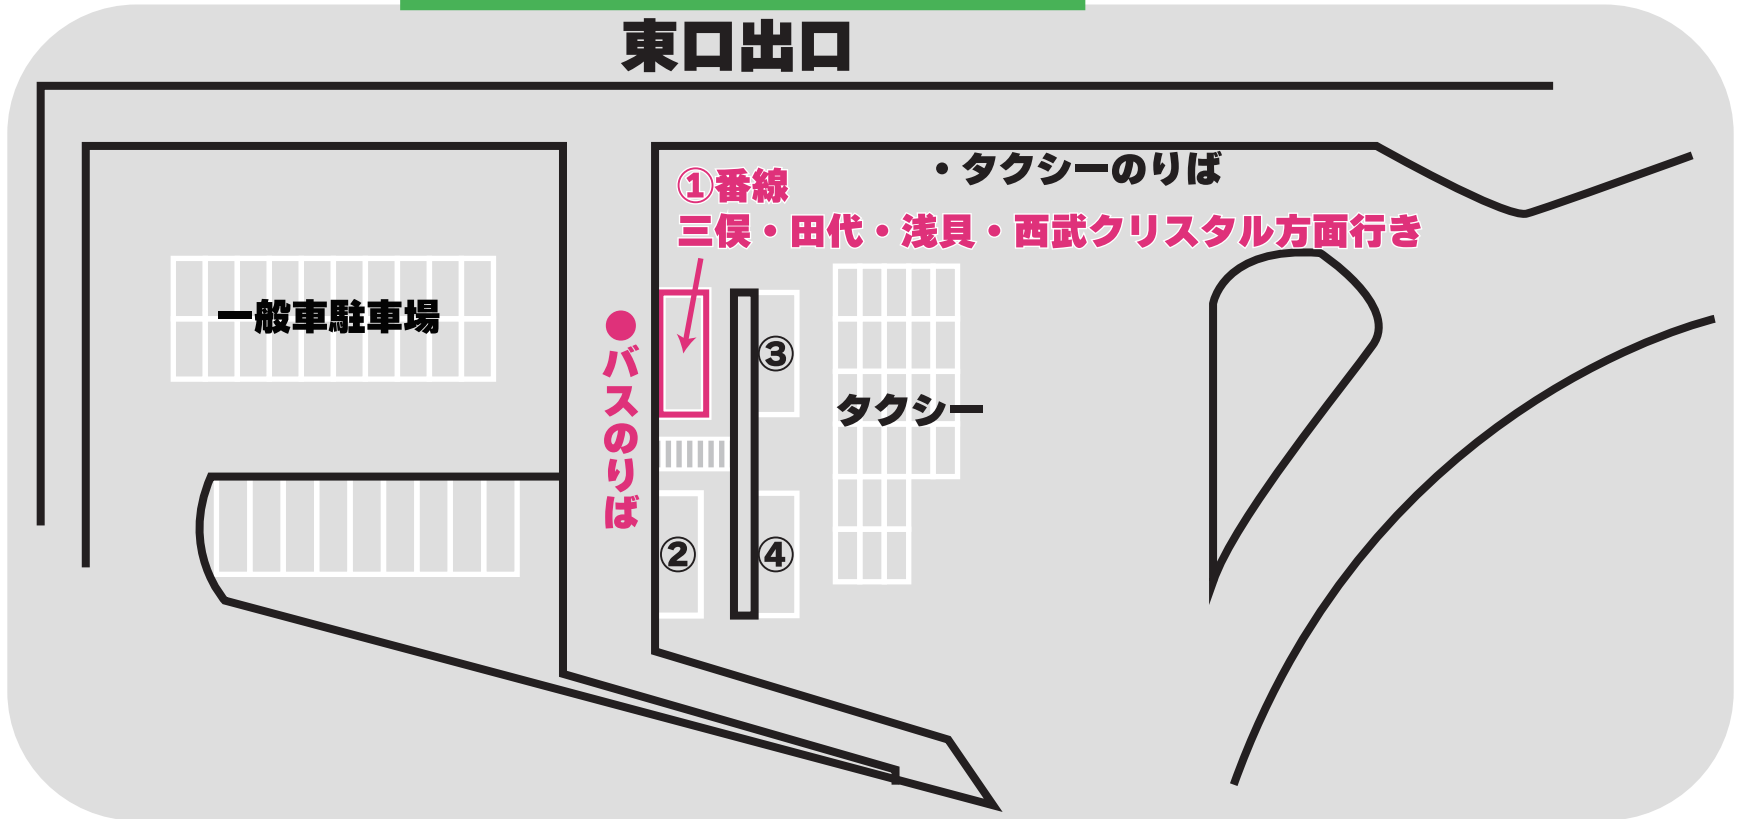 東口出口
・タクシーのりば
①番線
三俣・田代・浅貝・西武クリスタル方面行き
一般車駐車場
●バスのりば
③
タクシー
②
④